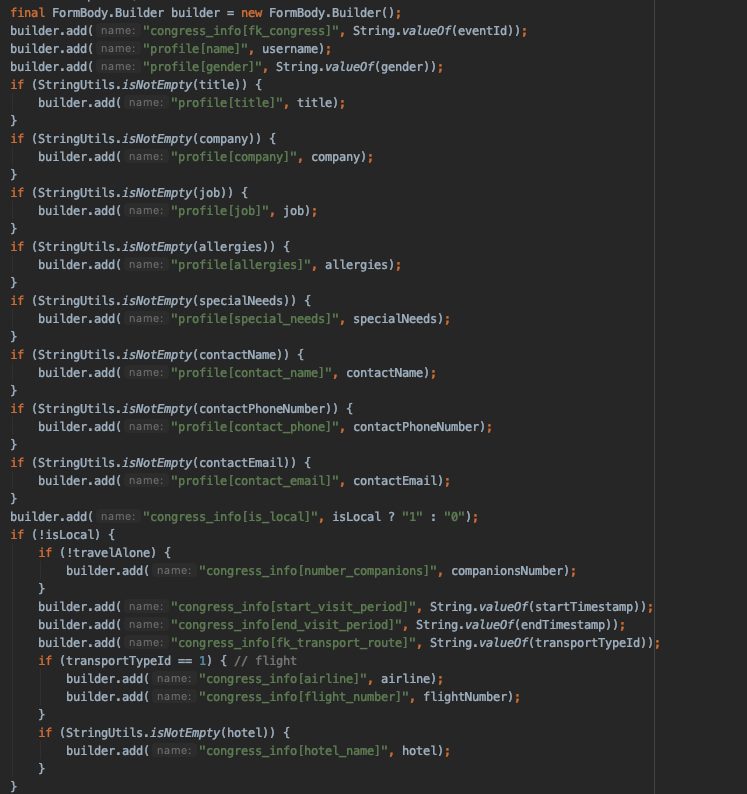 final FormBody.Builder builder = new FormBody.Builder();
builder.add( name: "congress_info[fk_congress]", String.valueOf(eventId));
builder.add( name: "profile[name]", username);
builder.add( name: "profile[gender]", String.valueOf(gender));
if (StringUtils.isNotEmpty(title)) {
    builder.add( name: "profile[title]", title);
}
if (StringUtils.isNotEmpty(company)) {
    builder.add( name: "profile[company]", company);
}
if (StringUtils.isNotEmpty(job)) {
    builder.add( name: "profile[job]", job);
}
if (StringUtils.isNotEmpty(allergies)) {
    builder.add( name: "profile[allergies]", allergies);
}
if (StringUtils.isNotEmpty(specialNeeds)) {
    builder.add( name: "profile[special_needs]", specialNeeds);
}
if (StringUtils.isNotEmpty(contactName)) {
    builder.add( name: "profile[contact_name]", contactName);
}
if (StringUtils.isNotEmpty(contactPhoneNumber)) {
    builder.add( name: "profile[contact_phone]", contactPhoneNumber);
}
if (StringUtils.isNotEmpty(contactEmail)) {
    builder.add( name: "profile[contact_email]", contactEmail);
}
builder.add( name: "congress_info[is_local]", isLocal ? "1" : "0");
if (!isLocal) {
    if (!travelAlone) {
        builder.add( name: "congress_info[number_companions]", companionsNumber);
    }
    builder.add( name: "congress_info[start_visit_period]", String.valueOf(startTimestamp));
    builder.add( name: "congress_info[end_visit_period]", String.valueOf(endTimestamp));
    builder.add( name: "congress_info[fk_transport_route]", String.valueOf(transportTypeId));
    if (transportTypeId == 1) { // flight
        builder.add( name: "congress_info[airline]", airline);
        builder.add( name: "congress_info[flight_number]", flightNumber);
    }
    if (StringUtils.isNotEmpty(hotel)) {
        builder.add( name: "congress_info[hotel_name]", hotel);
    }
}